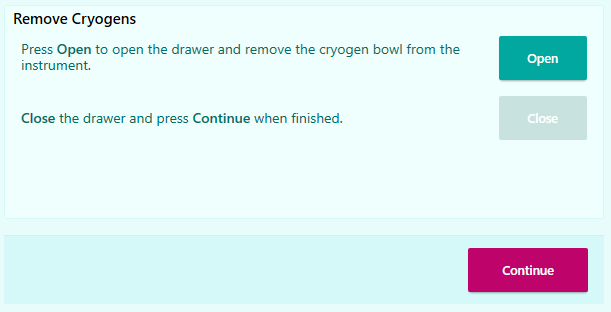 Remove Cryogens
Press Open to open the drawer and remove the cryogen bowl from the
instrument.
Open
Close the drawer and press Continue when finished.
Close
Continue